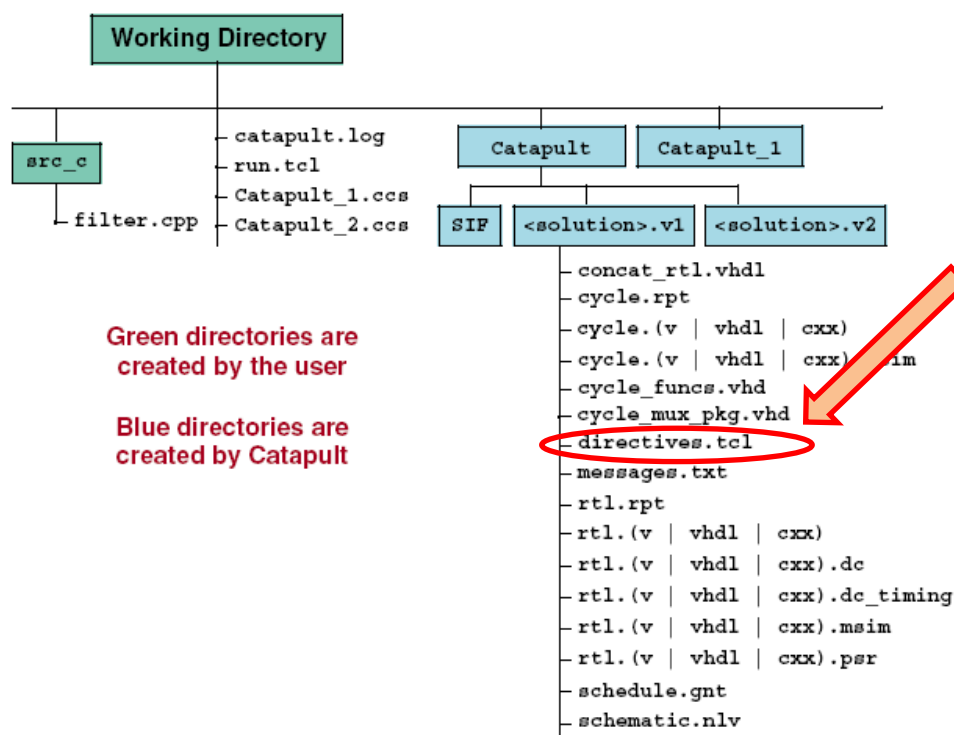 Working Directory
src_c
filter.cpp
catapult.log
run.tcl
Catapult_1.ccs
Catapult_2.ccs
Catapult
Catapult_1
SIF
<solution>.v1
<solution>.v2
concat_rtl.vhdl
cycle.rpt
cycle.(v | vhdl | cxx)
cycle.(v | vhdl | cxx) im
cycle_funcs.vhd
cycle_mux_pkg.vhd
directives.tcl
messages.txt
rtl.rpt
rtl.(v | vhdl | cxx)
rtl.(v | vhdl | cxx).dc
rtl.(v | vhdl | cxx).dc_timing
rtl.(v | vhdl | cxx).msim
rtl.(v | vhdl | cxx).psr
schedule.gnt
schematic.nlv
Green directories are
created by the user
Blue directories are
created by Catapult